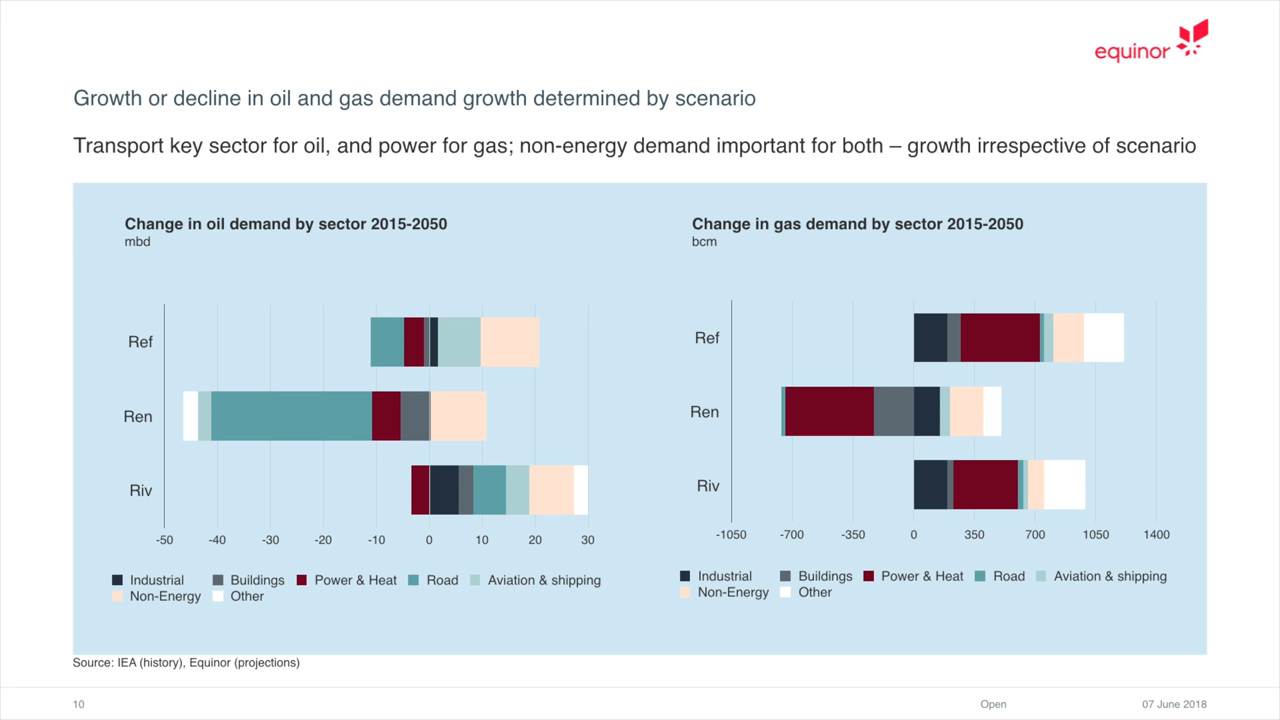 equinor
Growth or decline in oil and gas demand growth determined by scenario
Transport key sector for oil, and power for gas; non-energy demand important for both – growth irrespective of scenario
Change in oil demand by sector 2015-2050
mbd
Ref
Ren
Riv
-50 -40 -30 -20 -10 0 10 20 30
Industrial Buildings Power & Heat Road Aviation & shipping
Non-Energy Other
Change in gas demand by sector 2015-2050
bcm
Ref
Ren
Riv
-1050 -700 -350 0 350 700 1050 1400
Industrial Buildings Power & Heat Road Aviation & shipping
Non-Energy Other
Source: IEA (history), Equinor (projections)
10 Open 07 June 2018